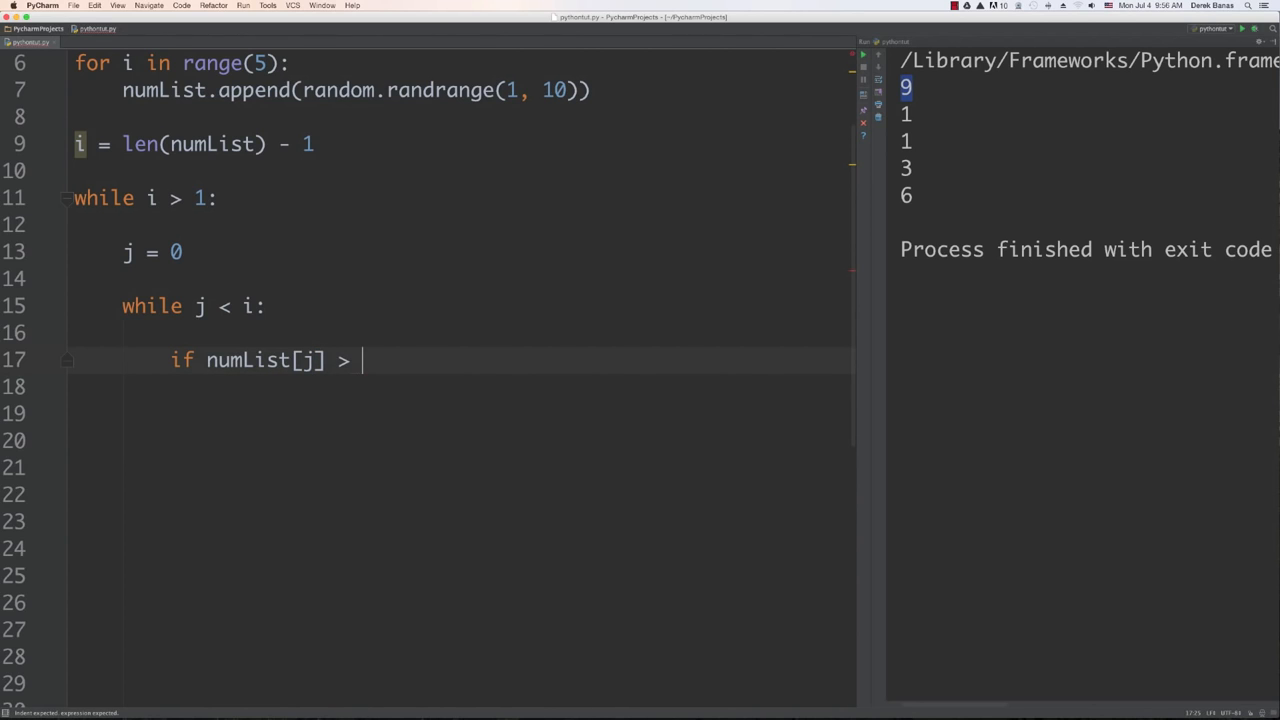 PyCharm File Edit View Navigate Code Refactor Run Tools VCS Window Help
10 Mon Jul 4 9:56 AM Derek Banas
pythontut.py - PycharmProjects - [~/PycharmProjects]
PycharmProjects pythontut.py
pythontut
pythontut.py
Run: pythontut
6 for i in range(5):
7 numList.append(random.randrange(1, 10))
8
9 i = len(numList) - 1
10
11 while i > 1:
12
13 j = 0
14
15 while j < i:
16
17 if numList[j] >
18
19
20
21
22
23
24
25
26
27
28
29
/Library/Frameworks/Python.frame
9
1
1
3
6
Process finished with exit code
Indent expected. expression expected.
17:25 LF÷ UTF-8÷